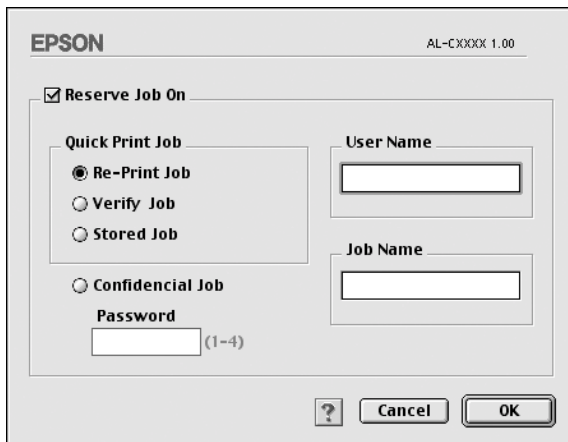 EPSON
AL-CXXXX 1.00
Reserve Job On
Quick Print Job
Re-Print Job
Verify Job
Stored Job
Confidencial Job
Password
(1-4)
User Name
Job Name
?
Cancel
OK